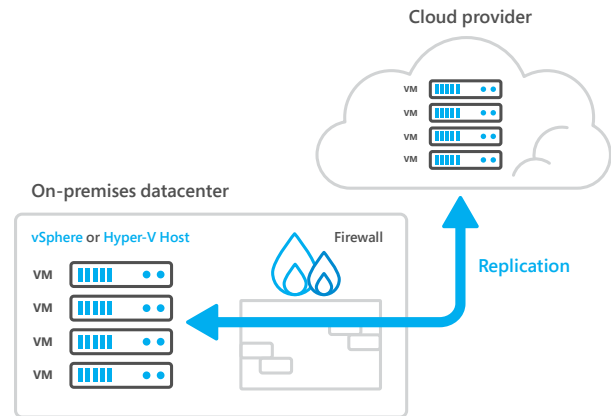 Cloud provider
VM
VM
VM
VM
On-premises datacenter
vSphere or Hyper-V Host
Firewall
VM
VM
VM
VM
Replication